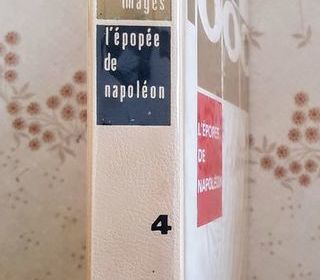 images
l'épopée
de
napoléon
4
L'ÉPOPÉE
DE
NAPOLÉON